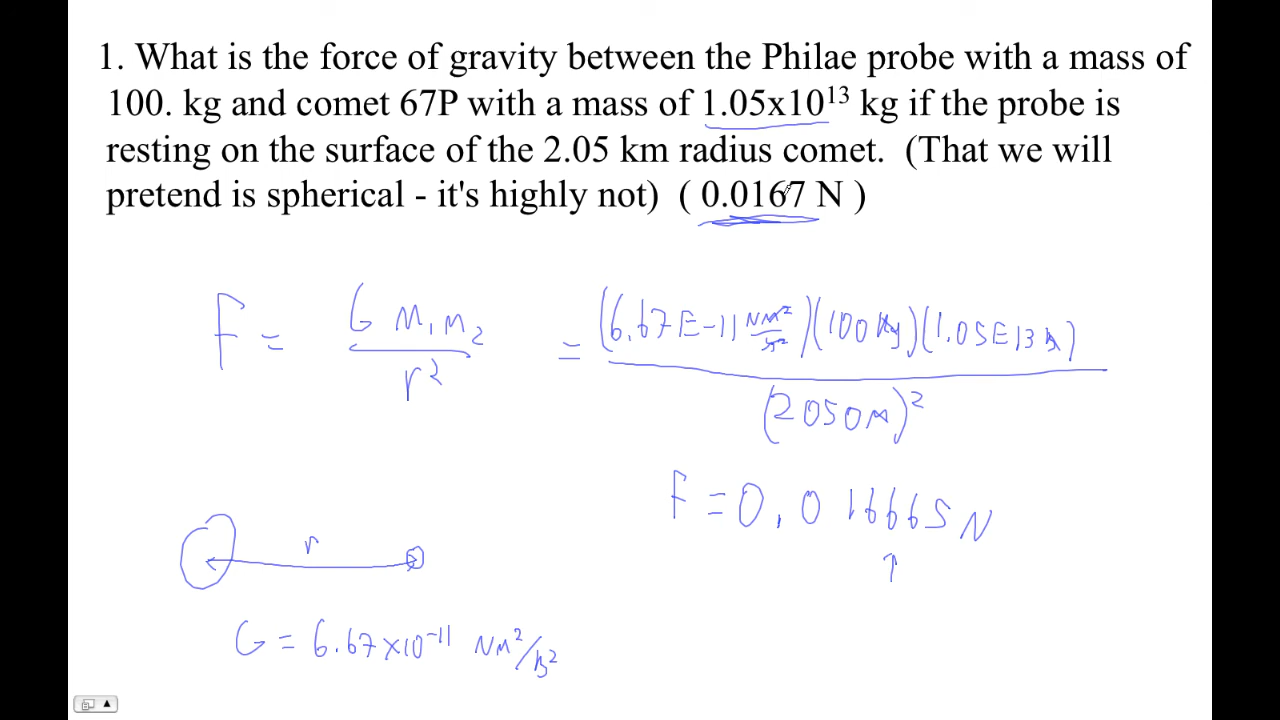 1. What is the force of gravity between the Philae probe with a mass of
100. kg and comet 67P with a mass of 1.05x10¹³ kg if the probe is
resting on the surface of the 2.05 km radius comet. (That we will
pretend is spherical - it's highly not) ( 0.0167 N )
F = G M₁M₂ / r² = (6.67E-11 NM²/kg²)(100 kg)(1.05E13 kg) / (2050M)²
F = 0.016665 N
r
G = 6.67×10⁻¹¹ NM²/kg²